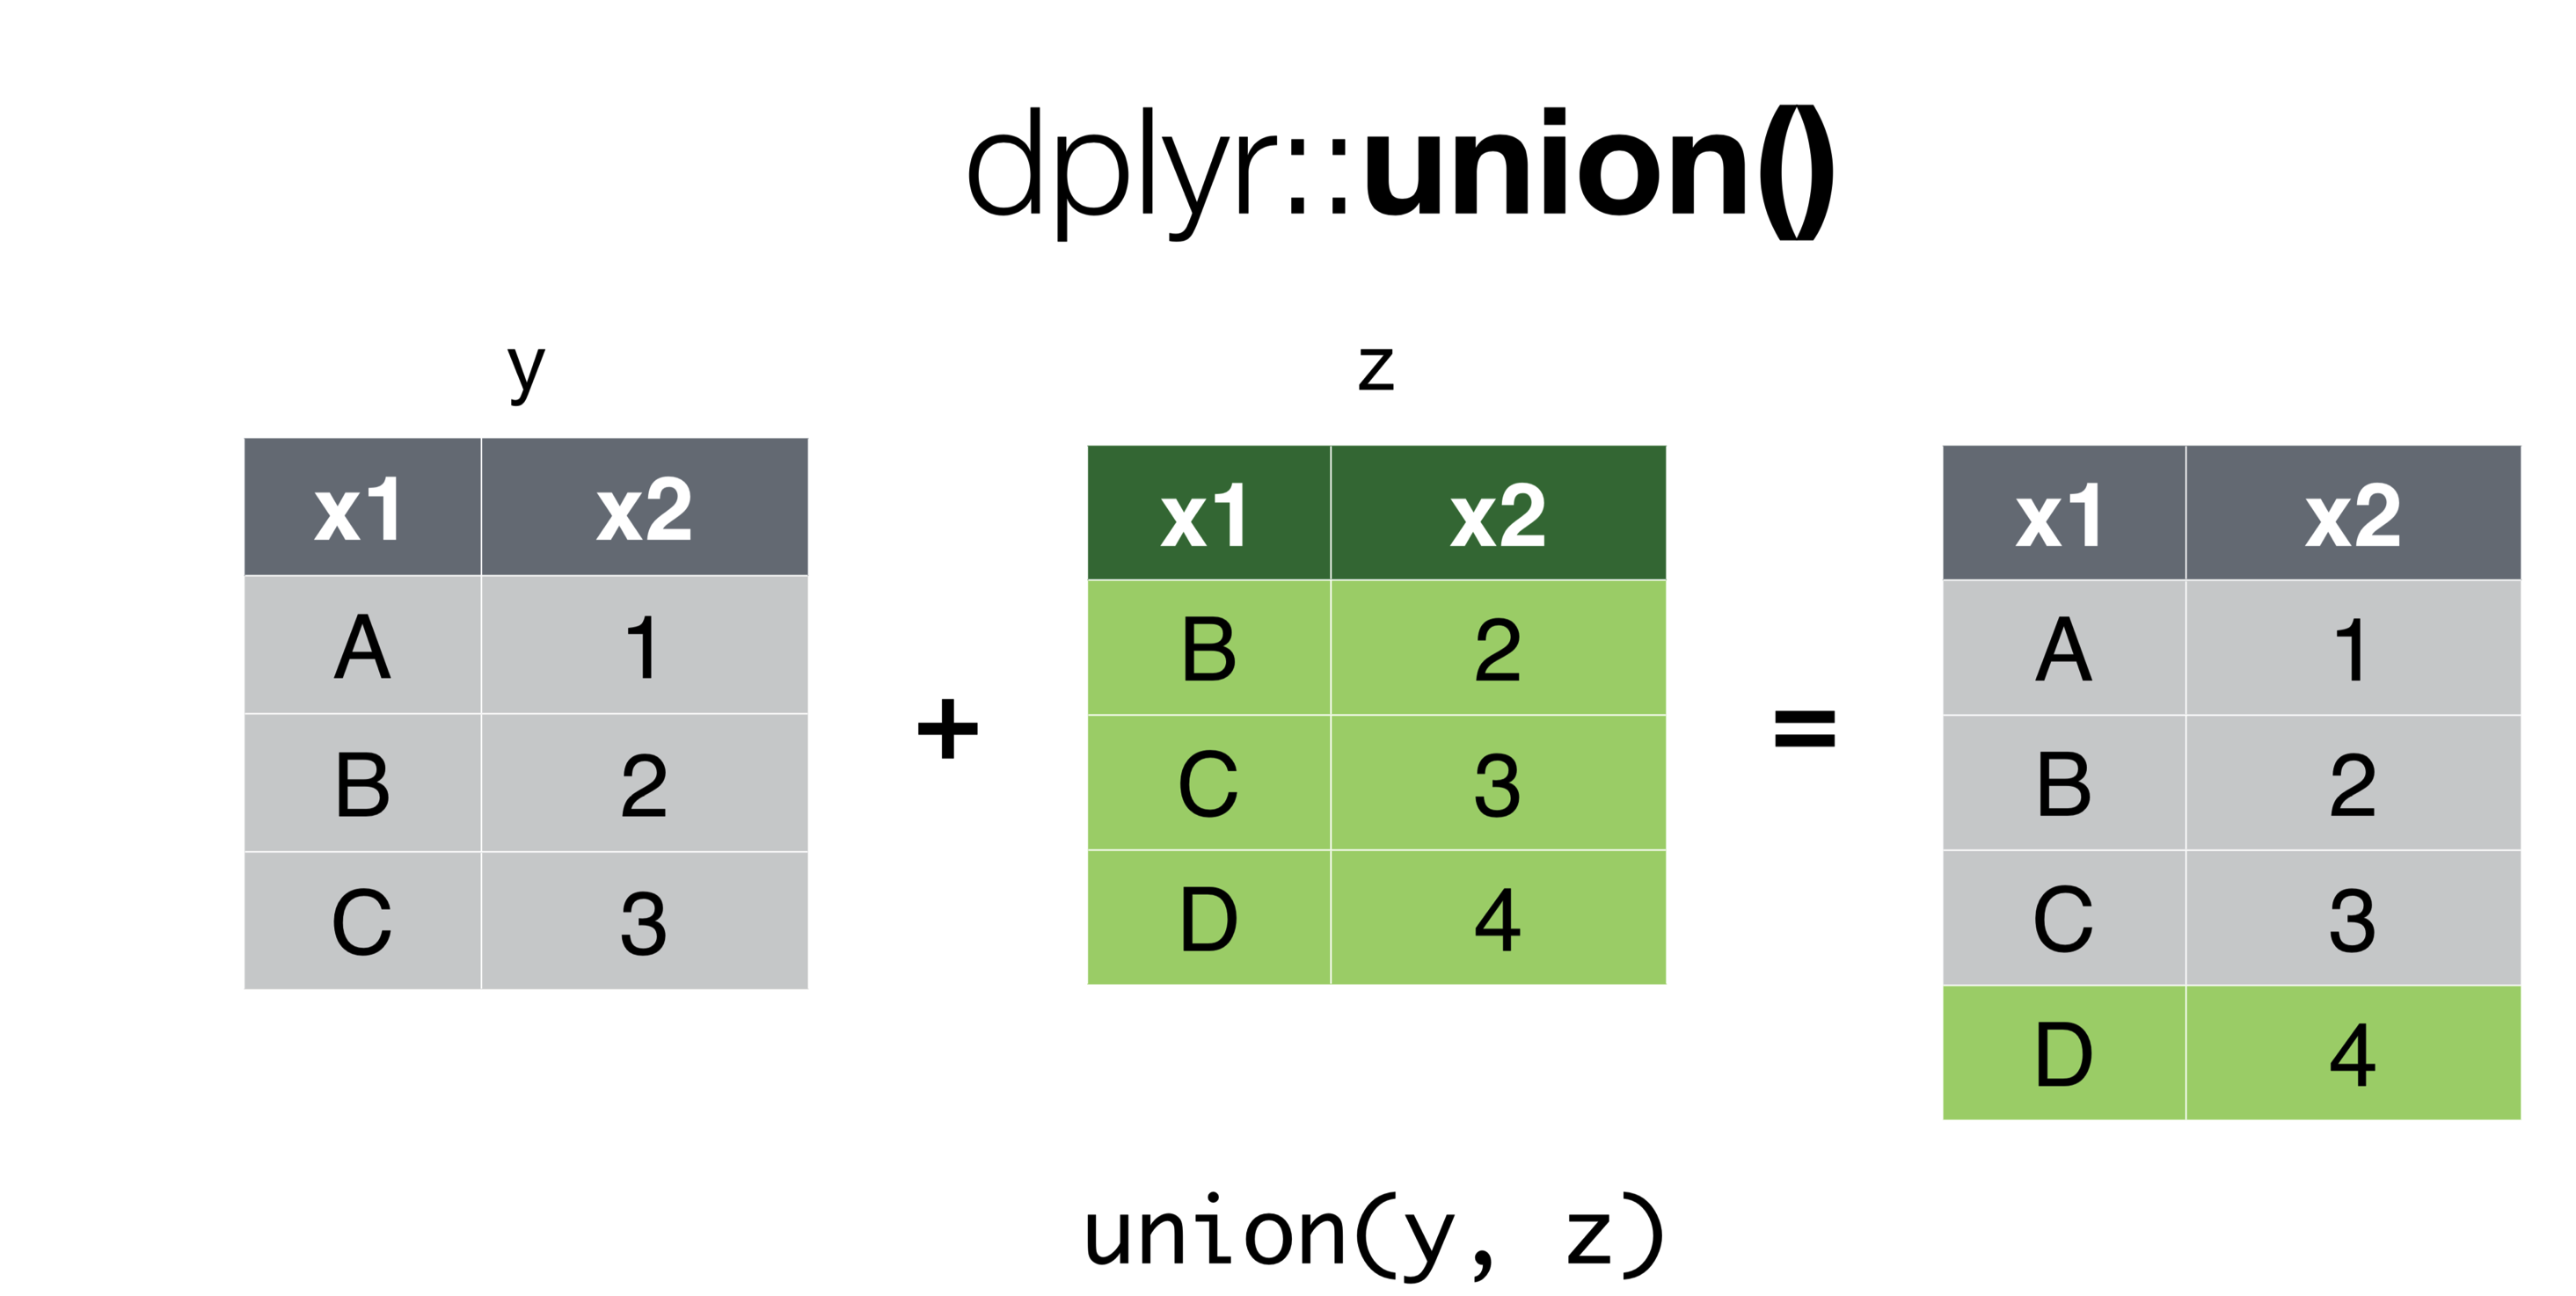 dplyr::union()
y z
x1 x2 x1 x2 x1 x2
A 1 B 2 A 1
B 2 + C 3 = B 2
C 3 D 4 C 3
D 4
union(y, z)